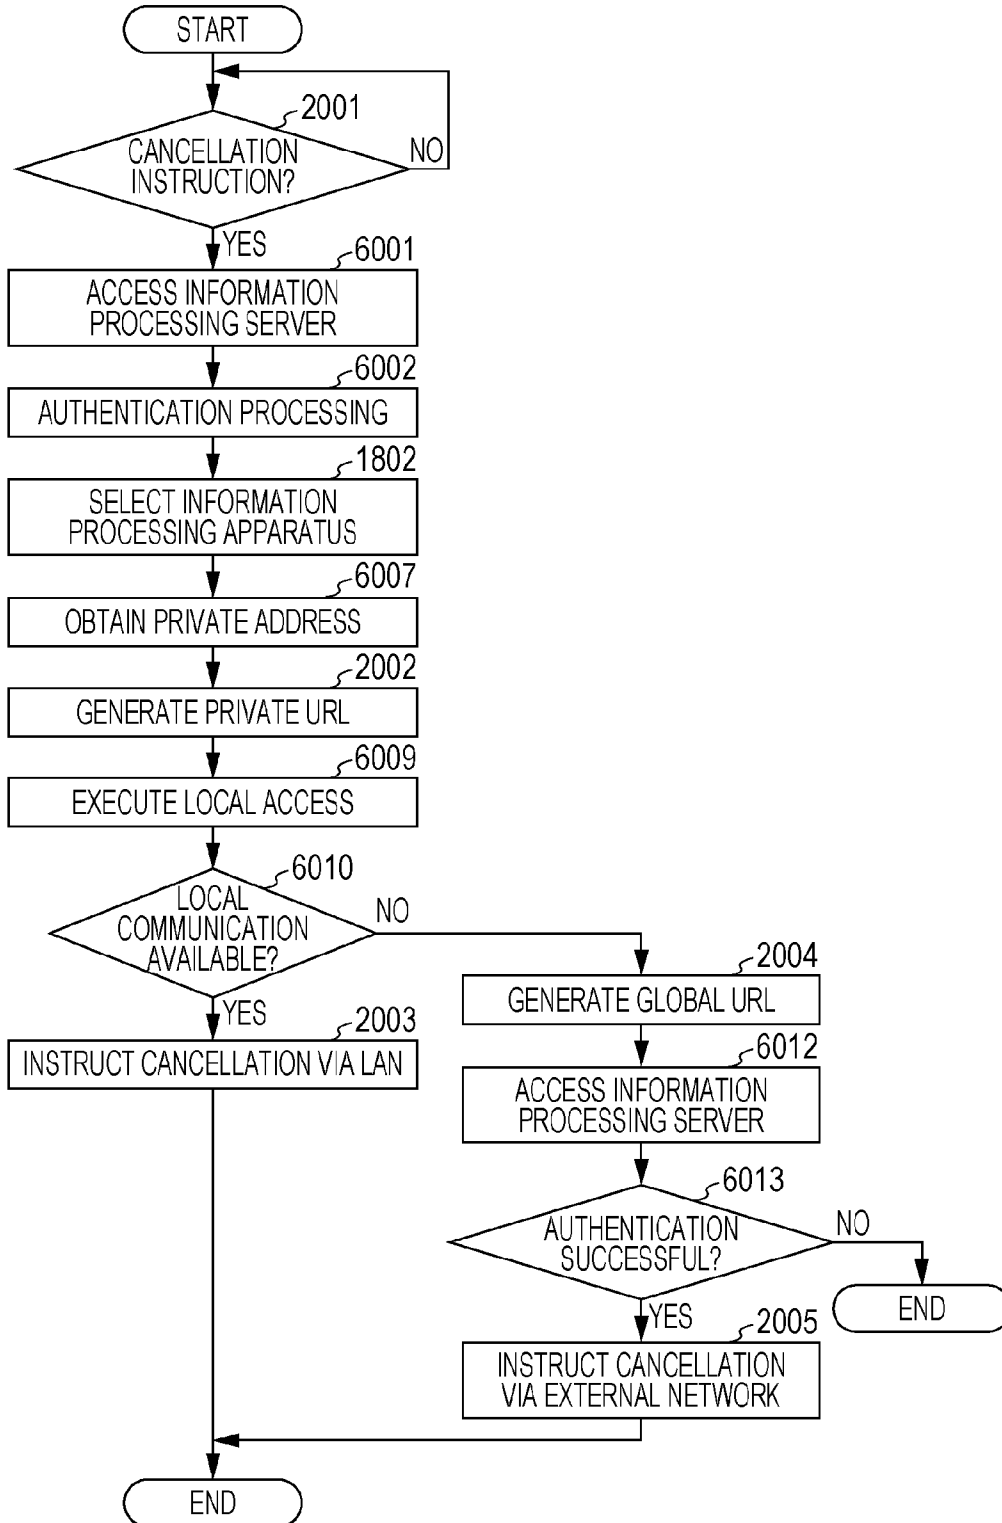 START
2001
CANCELLATION
INSTRUCTION?
NO
YES
6001
ACCESS INFORMATION
PROCESSING SERVER
6002
AUTHENTICATION PROCESSING
1802
SELECT INFORMATION
PROCESSING APPARATUS
6007
OBTAIN PRIVATE ADDRESS
2002
GENERATE PRIVATE URL
6009
EXECUTE LOCAL ACCESS
6010
LOCAL
COMMUNICATION
AVAILABLE?
NO
YES
2003
INSTRUCT CANCELLATION VIA LAN
2004
GENERATE GLOBAL URL
6012
ACCESS INFORMATION
PROCESSING SERVER
6013
AUTHENTICATION
SUCCESSFUL?
NO
END
YES
2005
INSTRUCT CANCELLATION
VIA EXTERNAL NETWORK
END